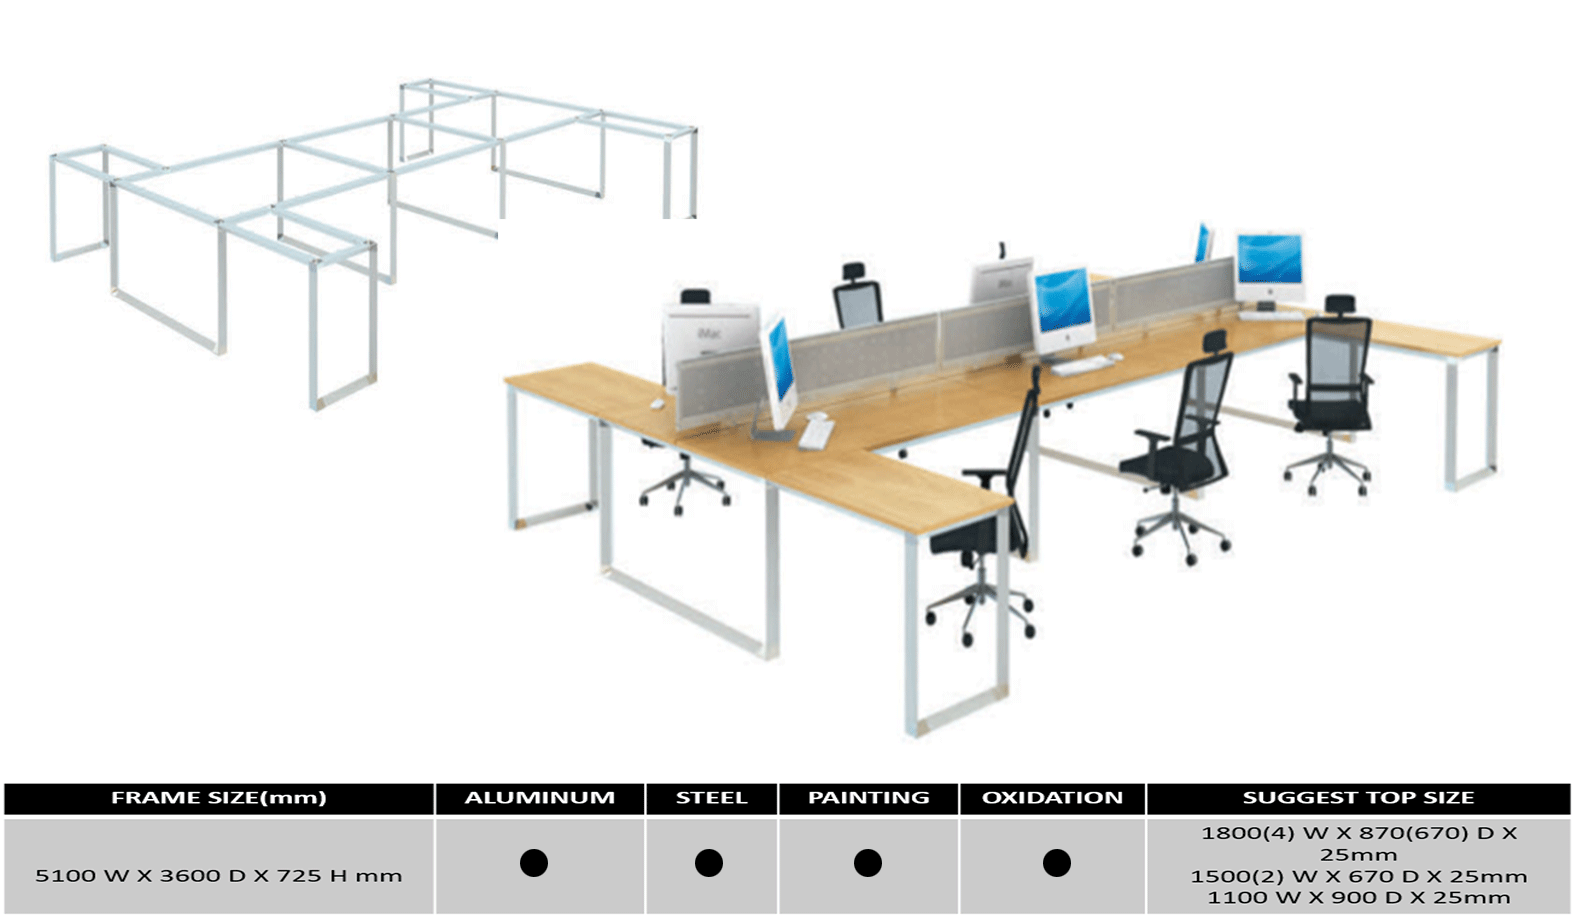 iMac
FRAME SIZE(mm) ALUMINUM STEEL PAINTING OXIDATION SUGGEST TOP SIZE
5100 W X 3600 D X 725 H mm
1800(4) W X 870(670) D X
25mm
1500(2) W X 670 D X 25mm
1100 W X 900 D X 25mm